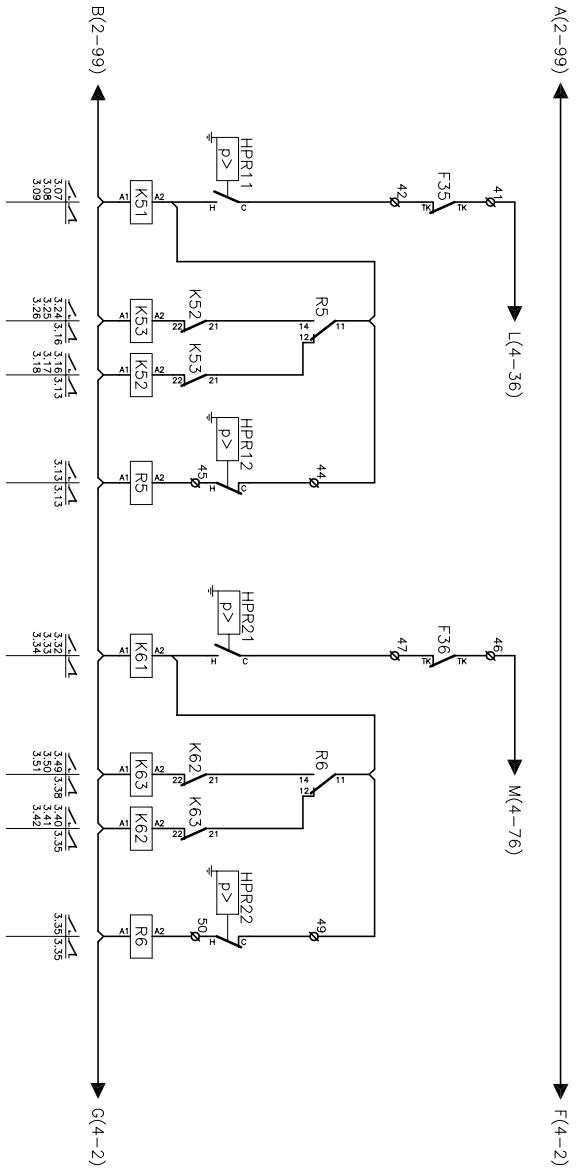 A(2-99) F(4-2)
L(4-36) M(4-76)
41 46
TK TK
F35 F36
TK TK
42 47
R5 11 R6 11
14 12 44 14 12 49
HPR11 p> C H
K52 21 22
K53 21 22
HPR12 p> C H
45
HPR21 p> C H
K62 21 22
K63 21 22
HPR22 p> C H
50
A2 A2 A2 A2 A2 A2 A2 A2
K51 K53 K52 R5 K61 K63 K62 R6
A1 A1 A1 A1 A1 A1 A1 A1
B(2-99) G(4-2)
3.07 3.24 3.16 3.16 3.13 3.13 3.13 3.32 3.49 3.38 3.40 3.35 3.35 3.35
3.08 3.25 3.17 3.33 3.50 3.41
3.09 3.26 3.18 3.34 3.51 3.42